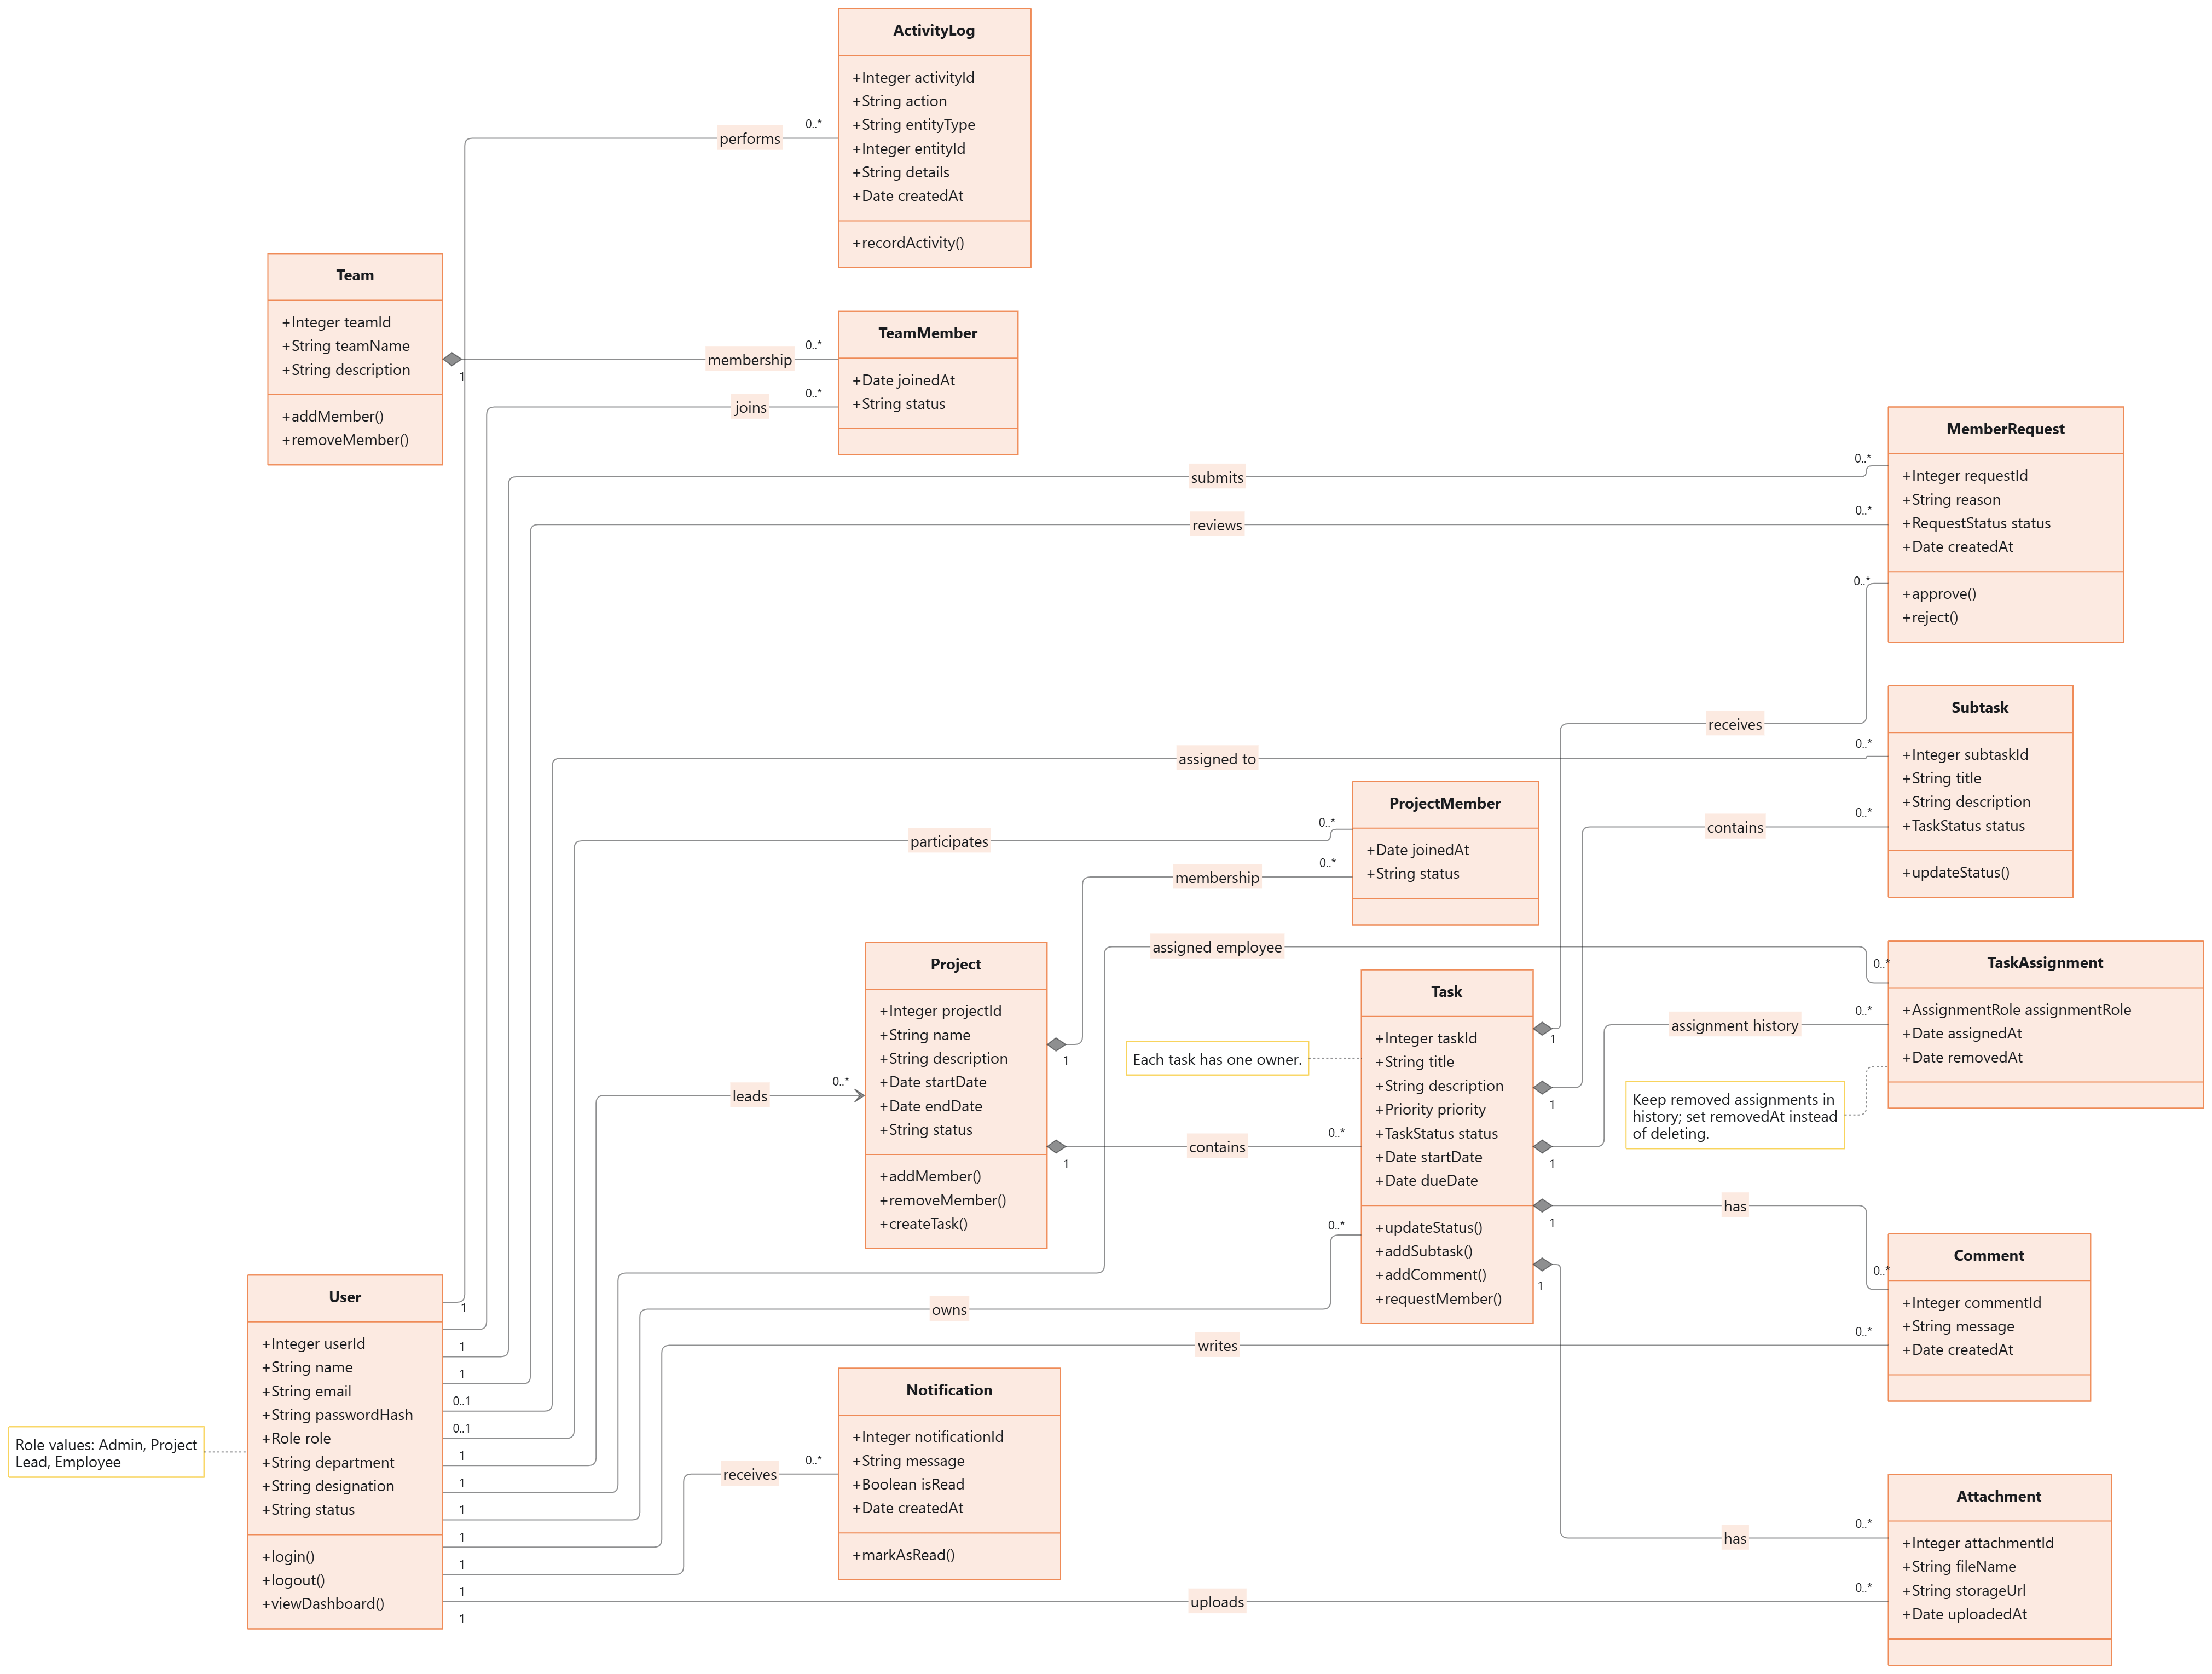 ActivityLog
+Integer activityId
+String action
+String entityType
+Integer entityId
+String details
+Date createdAt
+recordActivity()
performs
0..*
Team
+Integer teamId
+String teamName
+String description
+addMember()
+removeMember()
1
membership
0..*
TeamMember
+Date joinedAt
+String status
joins
0..*
MemberRequest
+Integer requestId
+String reason
+RequestStatus status
+Date createdAt
+approve()
+reject()
submits
0..*
reviews
0..*
0..*
receives
Subtask
+Integer subtaskId
+String title
+String description
+TaskStatus status
+updateStatus()
assigned to
0..*
contains
0..*
ProjectMember
+Date joinedAt
+String status
participates
0..*
membership
0..*
assigned employee
0..*
TaskAssignment
+AssignmentRole assignmentRole
+Date assignedAt
+Date removedAt
assignment history
0..*
Keep removed assignments in
history; set removedAt instead
of deleting.
Project
+Integer projectId
+String name
+String description
+Date startDate
+Date endDate
+String status
+addMember()
+removeMember()
+createTask()
1
1
leads
0..*
contains
0..*
Each task has one owner.
Task
+Integer taskId
+String title
+String description
+Priority priority
+TaskStatus status
+Date startDate
+Date dueDate
+updateStatus()
+addSubtask()
+addComment()
+requestMember()
1
1
1
1
1
owns
0..*
has
0..*
Comment
+Integer commentId
+String message
+Date createdAt
writes
0..*
User
+Integer userId
+String name
+String email
+String passwordHash
+Role role
+String department
+String designation
+String status
+login()
+logout()
+viewDashboard()
1
1
1
0..1
0..1
1
1
1
1
1
1
1
Role values: Admin, Project
Lead, Employee
Notification
+Integer notificationId
+String message
+Boolean isRead
+Date createdAt
+markAsRead()
receives
0..*
has
0..*
Attachment
+Integer attachmentId
+String fileName
+String storageUrl
+Date uploadedAt
uploads
0..*